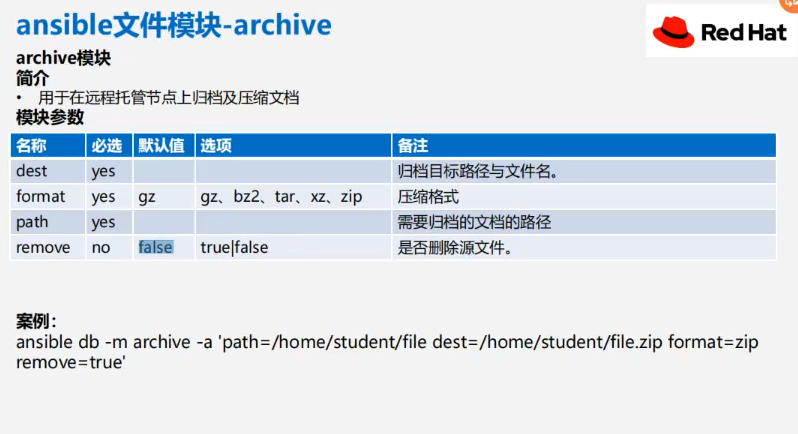 ansible文件模块-archive
Red Hat
archive模块
简介
• 用于在远程托管节点上归档及压缩文档
模块参数
名称 必选 默认值 选项 备注
dest yes 归档目标路径与文件名。
format yes gz gz、bz2、tar、xz、zip 压缩格式
path yes 需要归档的文档的路径
remove no false true|false 是否删除源文件。
案例：
ansible db -m archive -a 'path=/home/student/file dest=/home/student/file.zip format=zip
remove=true'